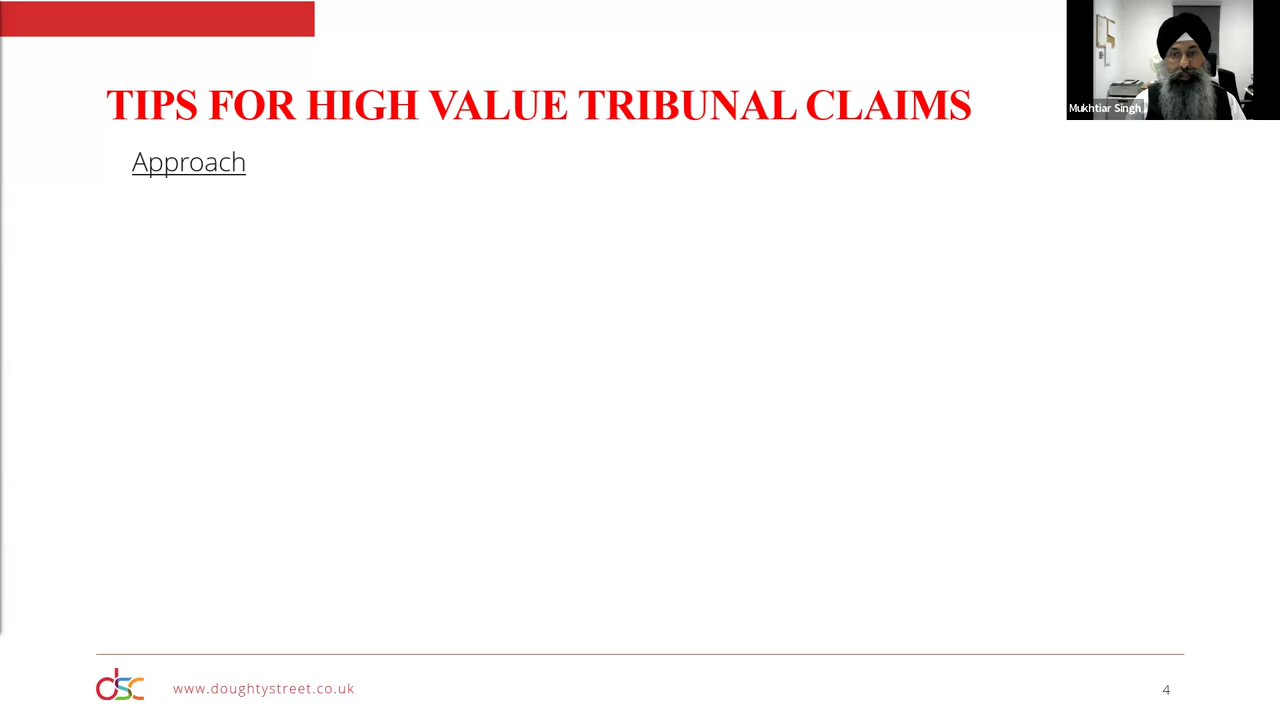 TIPS FOR HIGH VALUE TRIBUNAL CLAIMS
Mukhtiar Singh
Approach
dsc
www.doughtystreet.co.uk
4